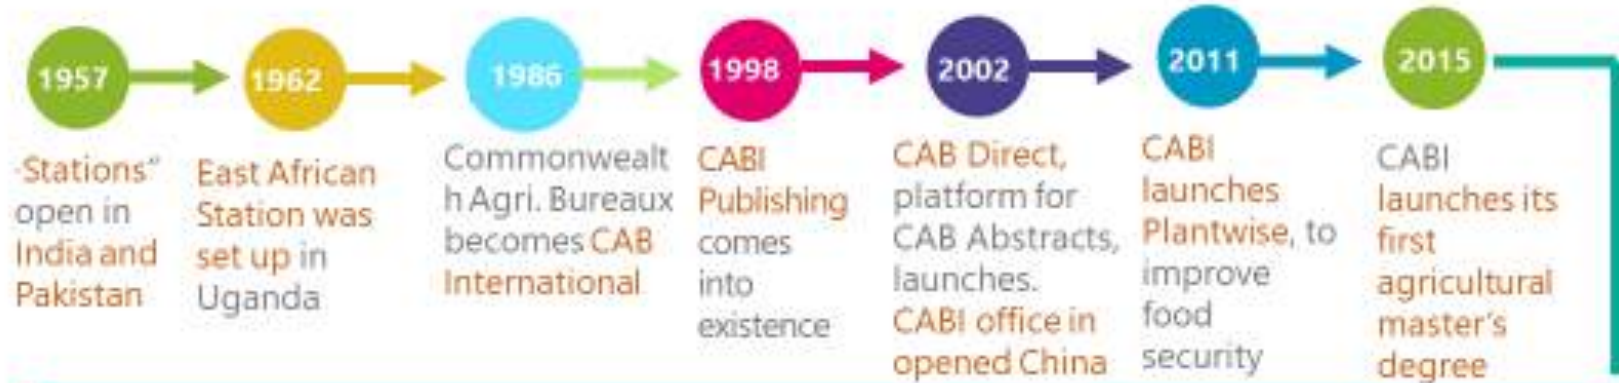 1957
1962
1986
1998
2002
2011
2015
-Stations”
open in
India and
Pakistan
East African
Station was
set up in
Uganda
Commonwealt
h Agri. Bureaux
becomes CAB
International
CABI
Publishing
comes
into
existence
CAB Direct,
platform for
CAB Abstracts,
launches.
CABI office in
opened China
CABI
launches
Plantwise, to
improve
food
security
CABI
launches its
first
agricultural
master’s
degree